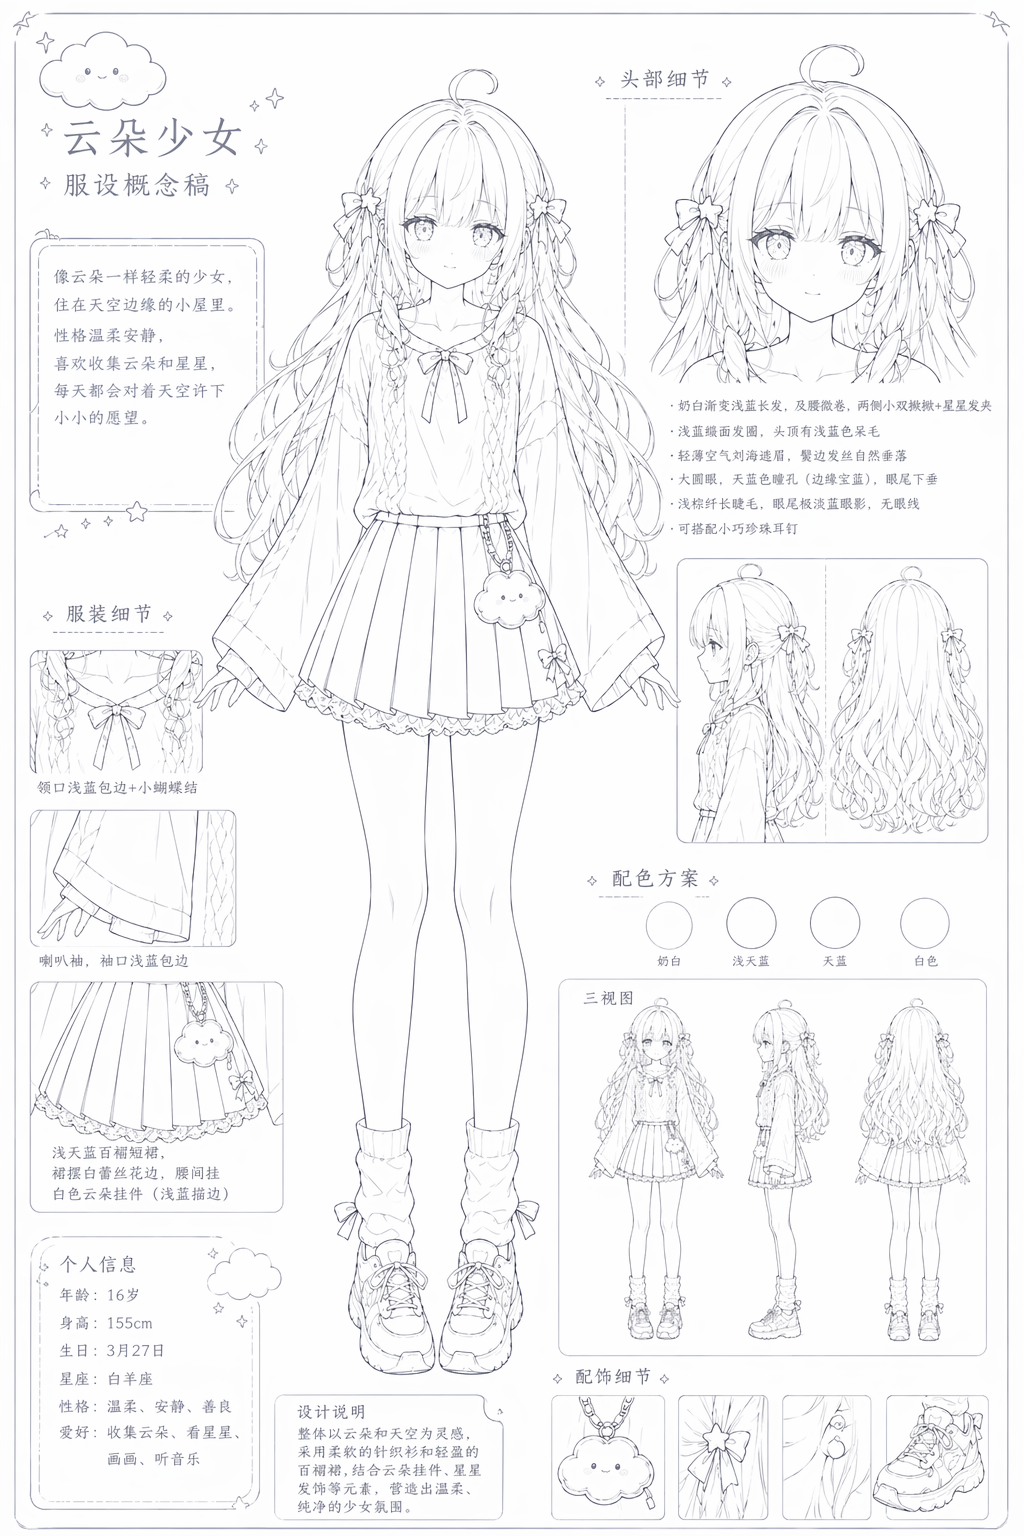 云朵少女
服设概念稿
像云朵一样轻柔的少女，
住在天空边缘的小屋里。
性格温柔安静，
喜欢收集云朵和星星，
每天都会对着天空许下
小小的愿望。
头部细节
·奶白渐变浅蓝长发，及腰微卷，两侧小双揪揪+星星发夹
·浅蓝缎面发圈，头顶有浅蓝色呆毛
·轻薄空气刘海遮眉，鬓边发丝自然垂落
·大圆眼，天蓝色瞳孔（边缘宝蓝），眼尾下垂
·浅棕纤长睫毛，眼尾极淡蓝眼影，无眼线
·可搭配小巧珍珠耳钉
服装细节
领口浅蓝包边+小蝴蝶结
喇叭袖，袖口浅蓝包边
浅天蓝百褶短裙，
裙摆白蕾丝花边，腰间挂
白色云朵挂件（浅蓝描边）
配色方案
奶白
浅天蓝
天蓝
白色
三视图
个人信息
年龄：16岁
身高：155cm
生日：3月27日
星座：白羊座
性格：温柔、安静、善良
爱好：收集云朵、看星星、
画画、听音乐
设计说明
整体以云朵和天空为灵感，
采用柔软的针织衫和轻盈的
百褶裙，结合云朵挂件、星星
发饰等元素，营造出温柔、
纯净的少女氛围。
配饰细节